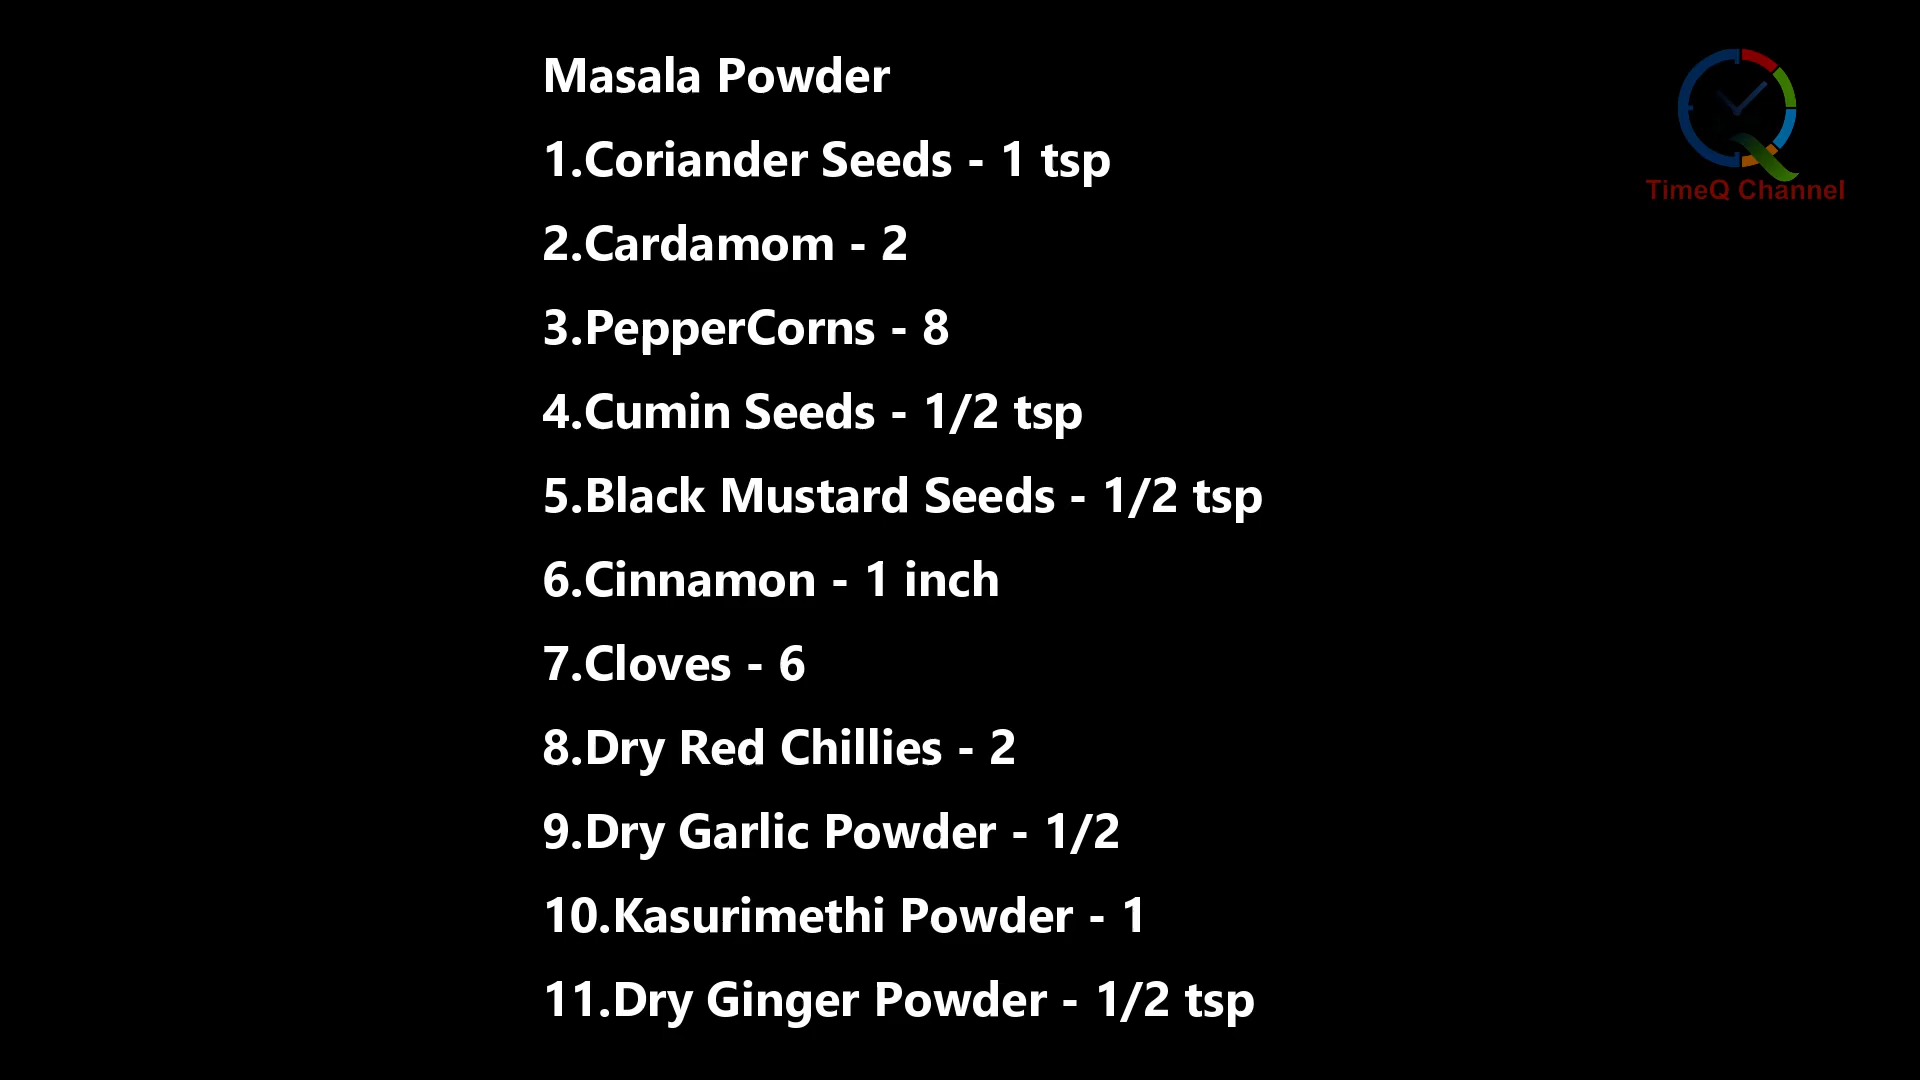 Masala Powder
1.Coriander Seeds - 1 tsp
2.Cardamom - 2
3.PepperCorns - 8
4.Cumin Seeds - 1/2 tsp
5.Black Mustard Seeds - 1/2 tsp
6.Cinnamon - 1 inch
7.Cloves - 6
8.Dry Red Chillies - 2
9.Dry Garlic Powder - 1/2
10.Kasurimethi Powder - 1
11.Dry Ginger Powder - 1/2 tsp
TimeQ Channel